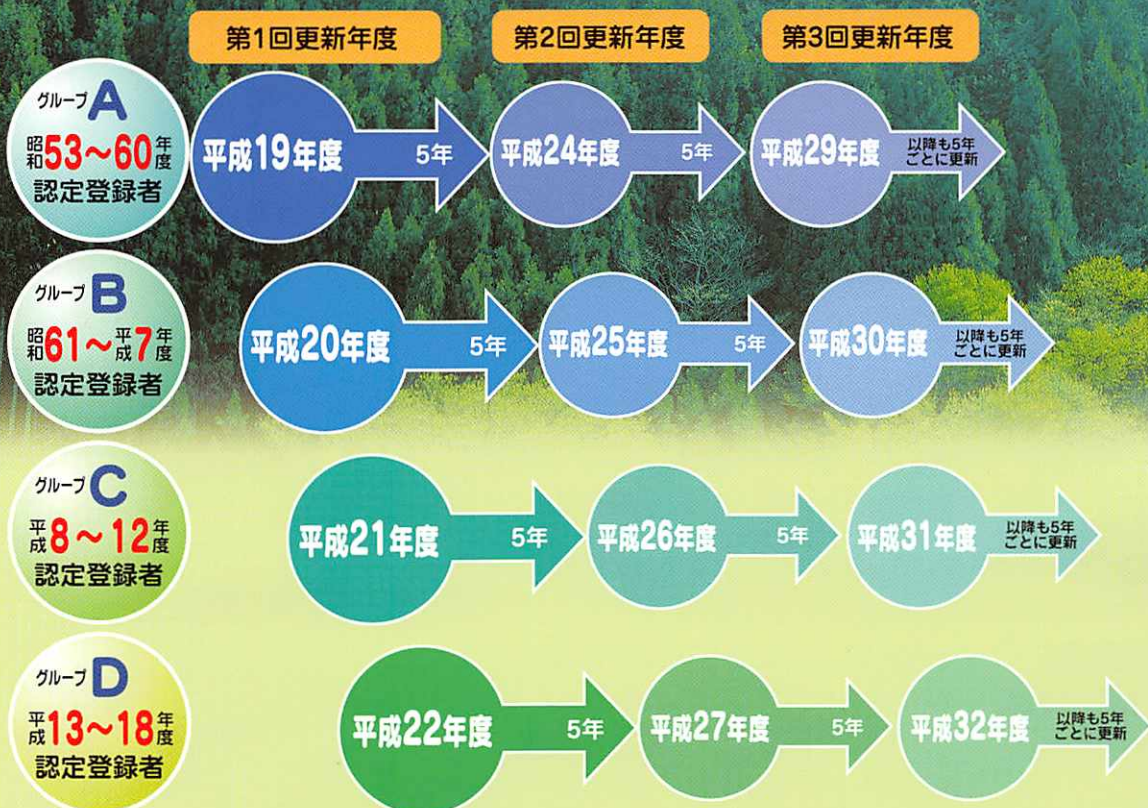 第1回更新年度
第2回更新年度
第3回更新年度
グループA
昭和53～60年度
認定登録者
平成19年度
5年
平成24年度
5年
平成29年度
以降も5年
ごとに更新
グループB
昭和61～平成7年度
認定登録者
平成20年度
5年
平成25年度
5年
平成30年度
以降も5年
ごとに更新
グループC
平成8～12年度
認定登録者
平成21年度
5年
平成26年度
5年
平成31年度
以降も5年
ごとに更新
グループD
平成13～18年度
認定登録者
平成22年度
5年
平成27年度
5年
平成32年度
以降も5年
ごとに更新